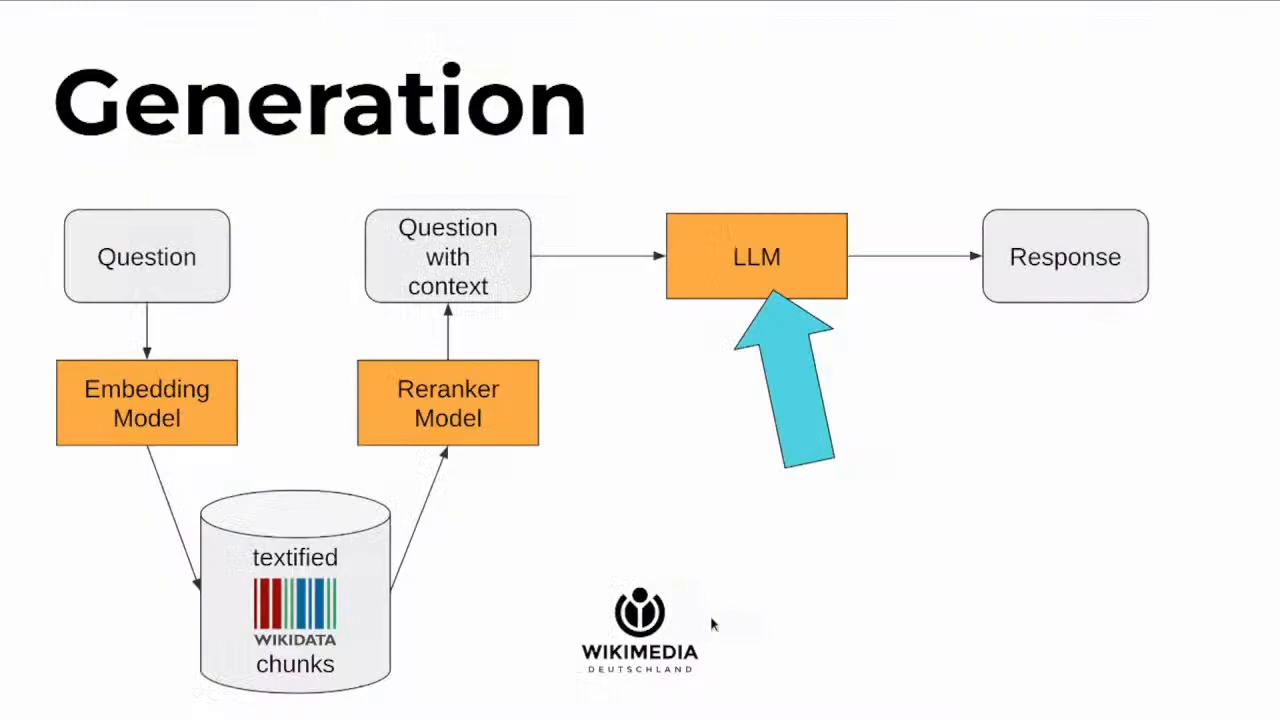 Generation
Question
Question
with
context
LLM
Response
Embedding
Model
Reranker
Model
textified
WIKIDATA
chunks
WIKIMEDIA
DEUTSCHLAND